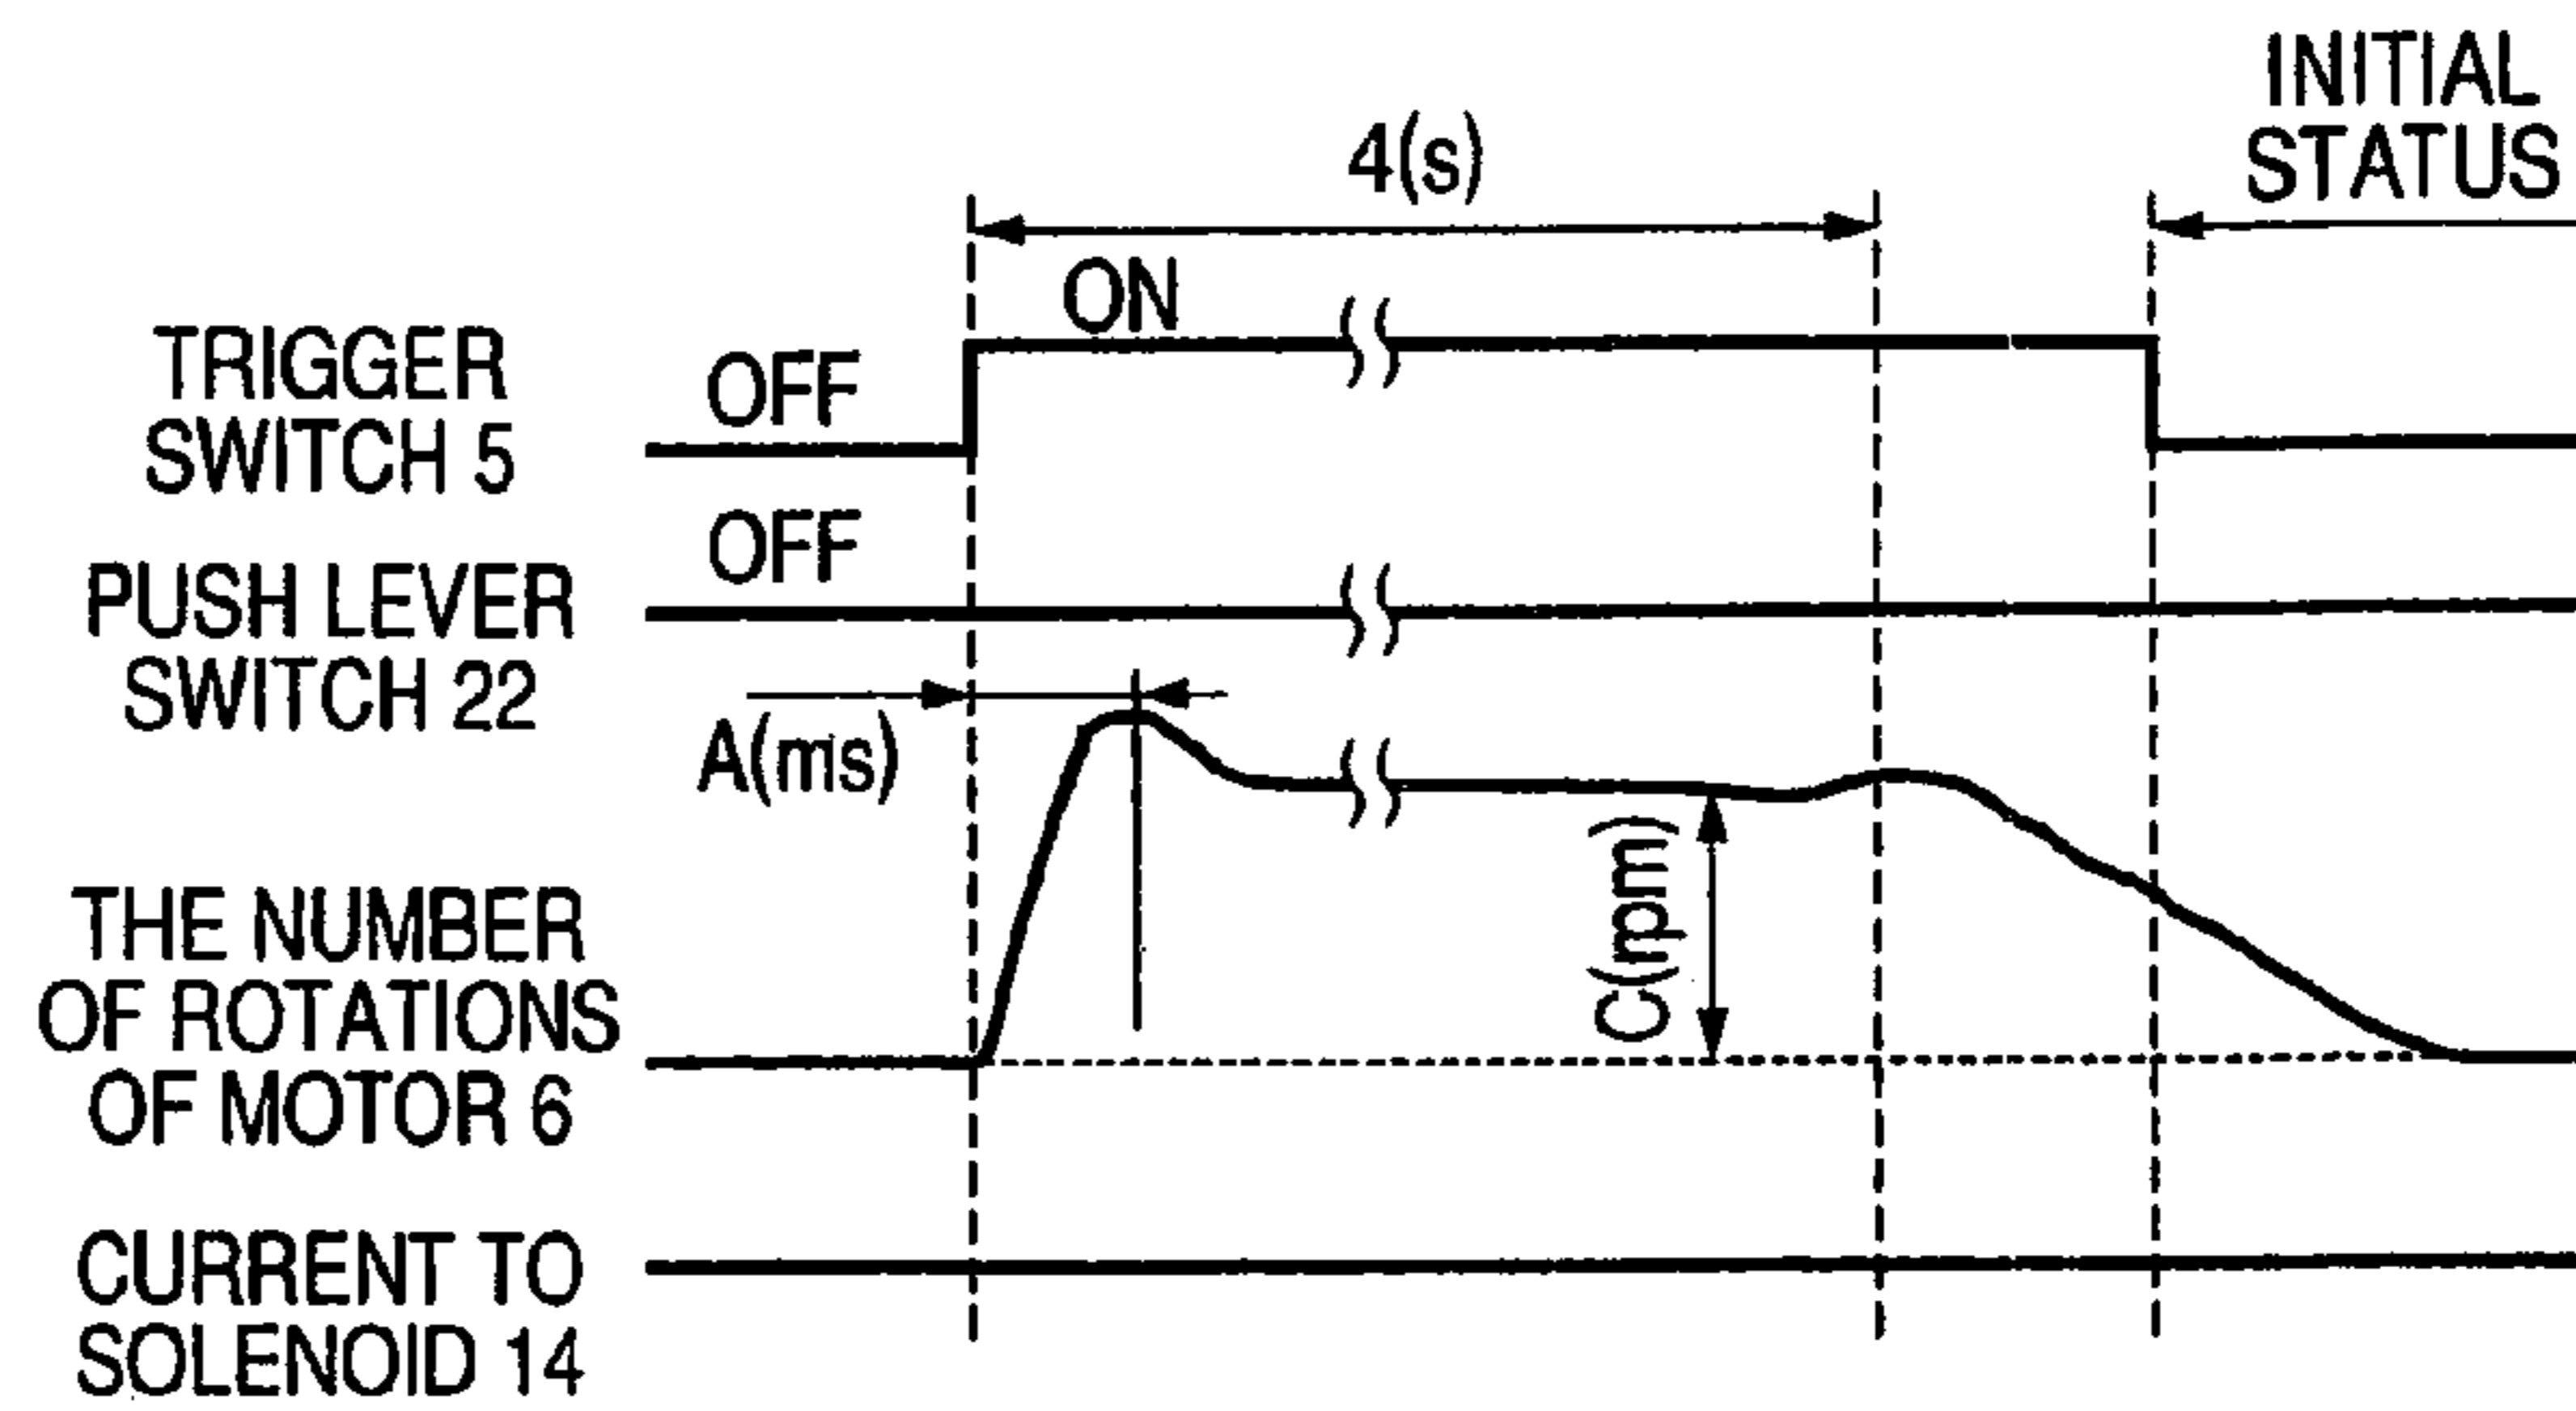 INITIAL
STATUS
4(s)
ON
TRIGGER
SWITCH 5
OFF
OFF
PUSH LEVER
SWITCH 22
A(ms)
C(rpm)
THE NUMBER
OF ROTATIONS
OF MOTOR 6
CURRENT TO
SOLENOID 14